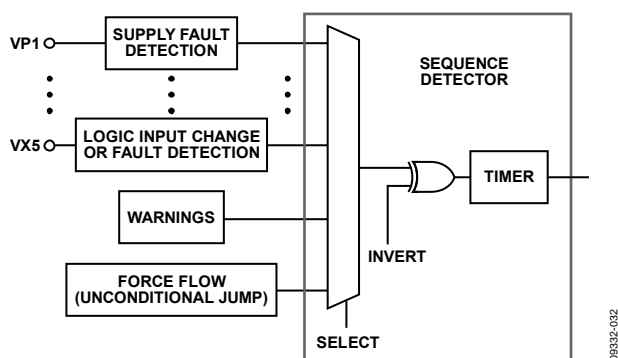 VP1
SUPPLY FAULT
DETECTION
SEQUENCE
DETECTOR
VX5
LOGIC INPUT CHANGE
OR FAULT DETECTION
TIMER
WARNINGS
INVERT
FORCE FLOW
(UNCONDITIONAL JUMP)
SELECT
09332-032